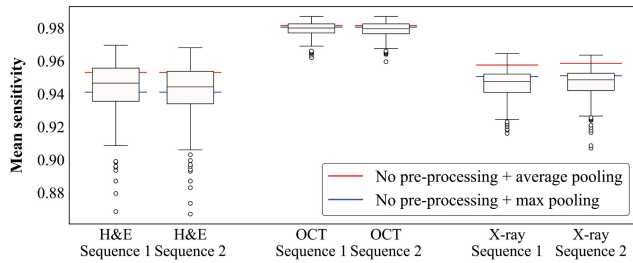 Mean sensitivity
0.98
0.96
0.94
0.92
0.90
0.88
No pre-processing + average pooling
No pre-processing + max pooling
H&E H&E OCT OCT X-ray X-ray
Sequence 1 Sequence 2 Sequence 1 Sequence 2 Sequence 1 Sequence 2